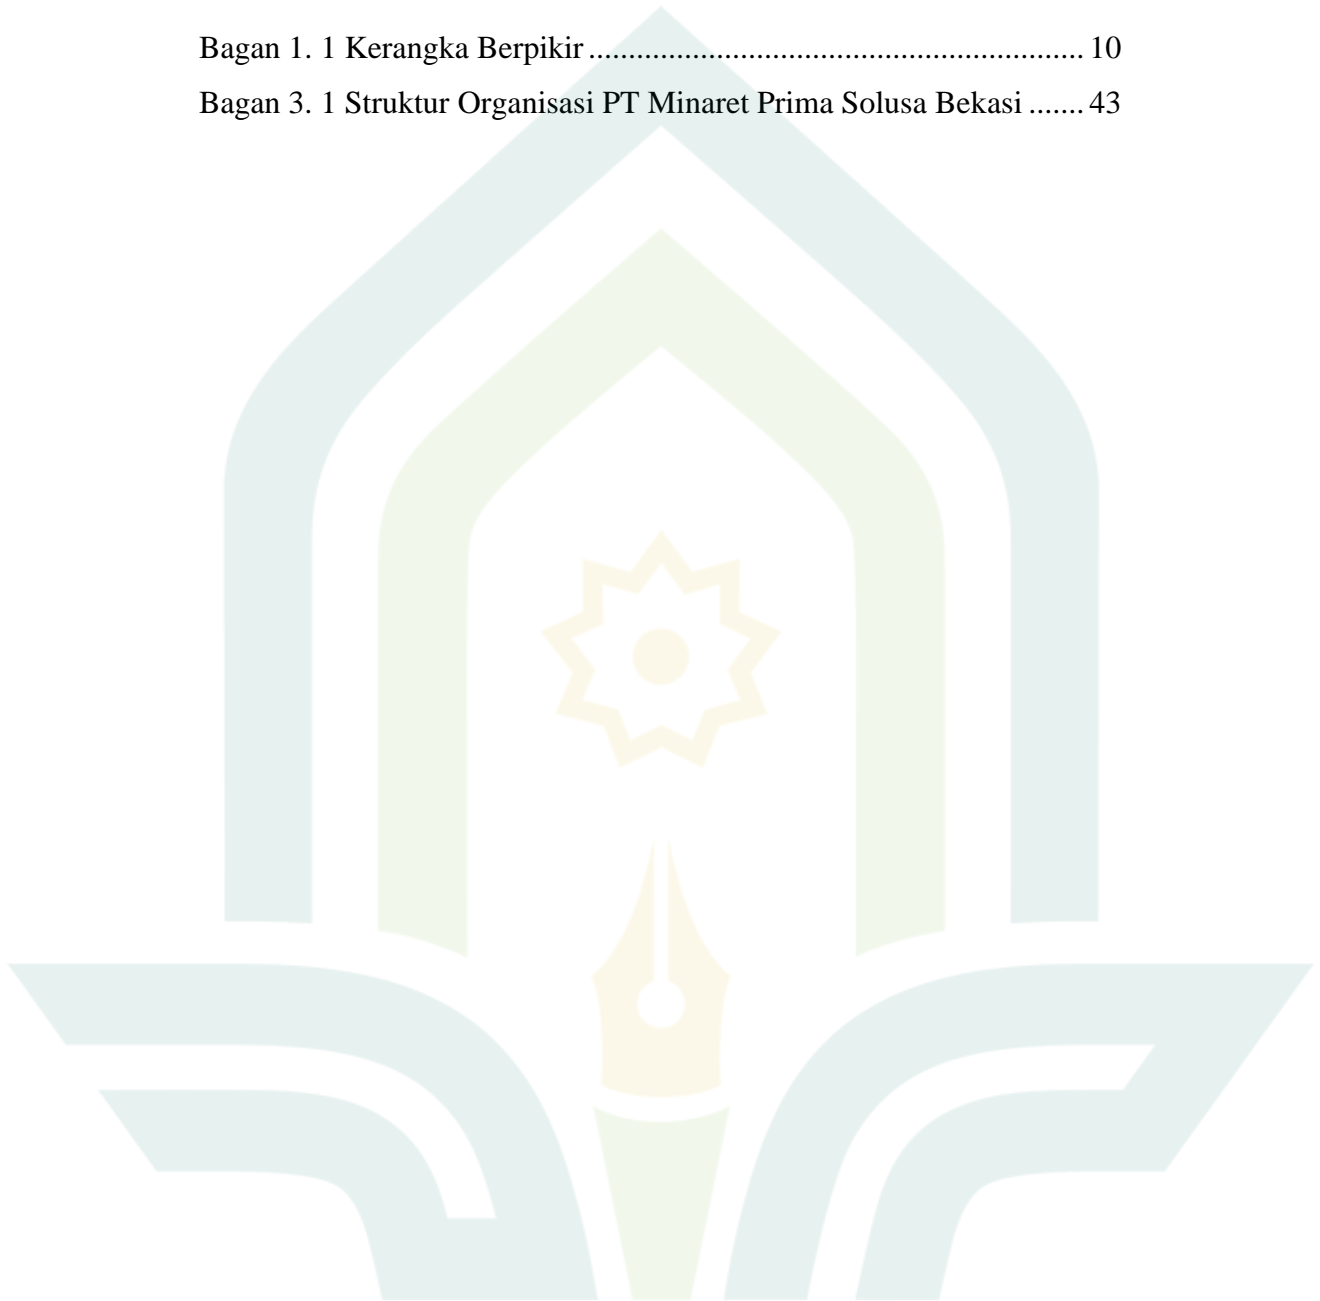 Bagan 1. 1 Kerangka Berpikir ........................................................... 10
Bagan 3. 1 Struktur Organisasi PT Minaret Prima Solusa Bekasi ....... 43